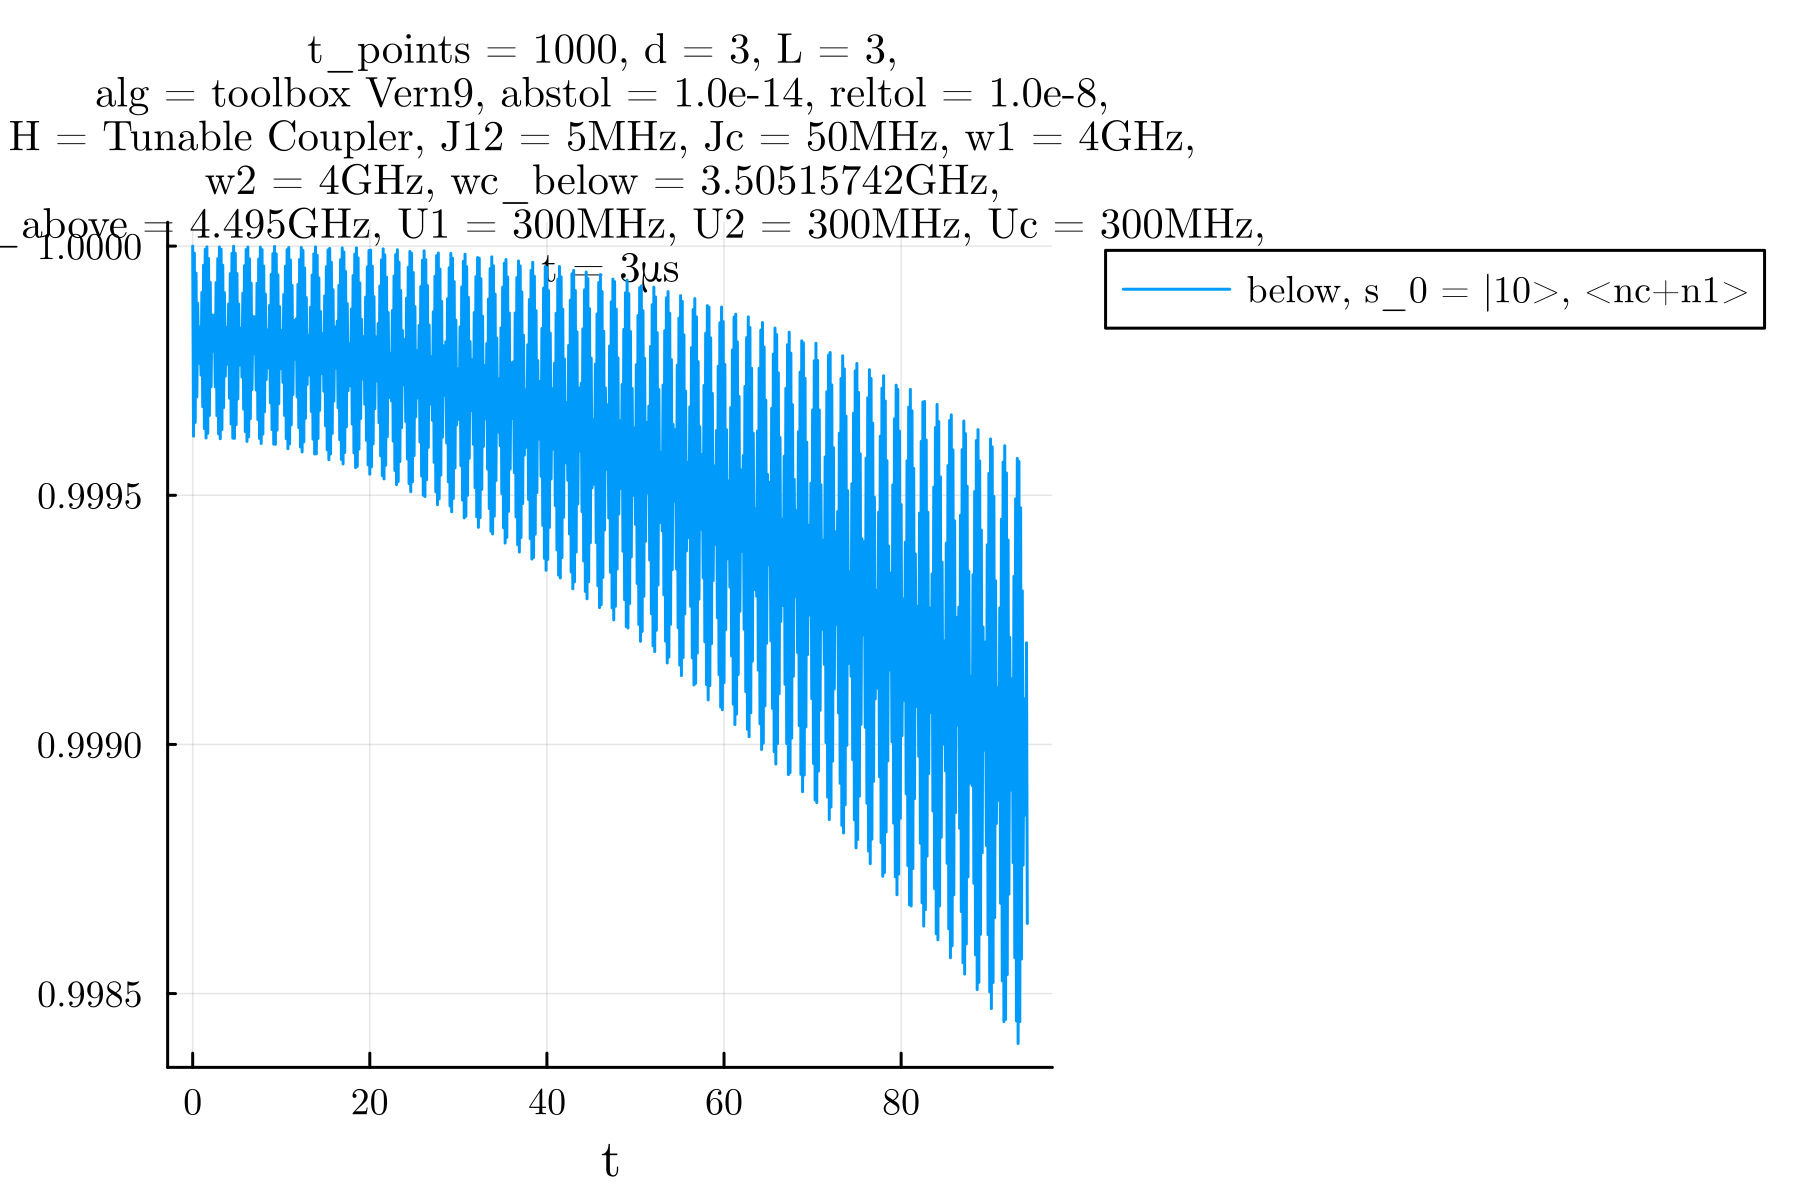 t_points = 1000, d = 3, L = 3,
alg = toolbox Vern9, abstol = 1.0e-14, reltol = 1.0e-8,
H = Tunable Coupler, J12 = 5MHz, Jc = 50MHz, w1 = 4GHz,
w2 = 4GHz, wc_below = 3.50515742GHz,
_above = 4.495GHz, U1 = 300MHz, U2 = 300MHz, Uc = 300MHz,
t = 3μs
below, s_0 = |10>, <nc+n1>
1.0000
0.9995
0.9990
0.9985
0 20 40 60 80
t